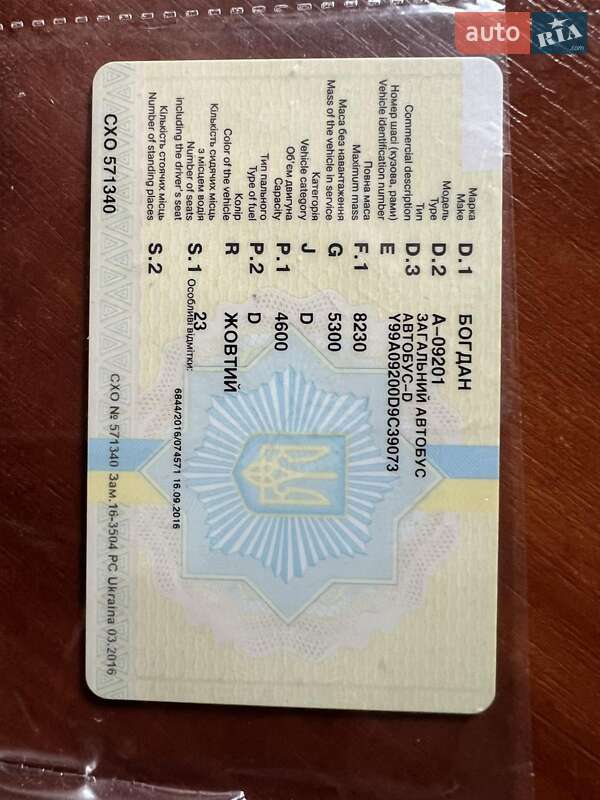 auto RIA.com
Марка
Make D.1 БОГДАН
Модель
Type D.2 А-09201
Тип ЗАГАЛЬНИЙ АВТОБУС
Commercial description D.3 АВТОБУС-D
Номер шасі (кузова, рами)
Vehicle identification number E Y99A09200D9C39073
Повна маса
Maximum mass F.1 8230
Маса без навантаження
Mass of the vehicle in service G 5300
Категорія
Vehicle category J D
Об'єм двигуна
Capacity P.1 4600
Тип пального
Type of fuel P.2 D
Колір
Color of the vehicle R ЖОВТИЙ
Кількість сидячих місць
з місцем водія
Number of seats
including the driver's seat S.1 23
Кількість стоячих місць
Number of standing places S.2
Особливі відмітки:
6844/2016/074571 16.09.2016
СХО 571340
СХО № 571340 Зам.16-3504 РС Ukraina 03.2016